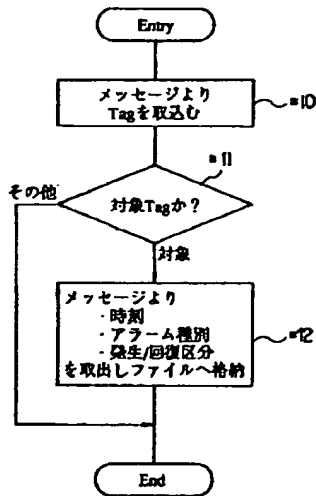 Entry
メッセージより
Tagを取込む
*10
*11
その他
対象Tagか?
対象
メッセージより
・時刻
・アラーム種別
・発生/回復区分
を取出しファイルへ格納
*12
End